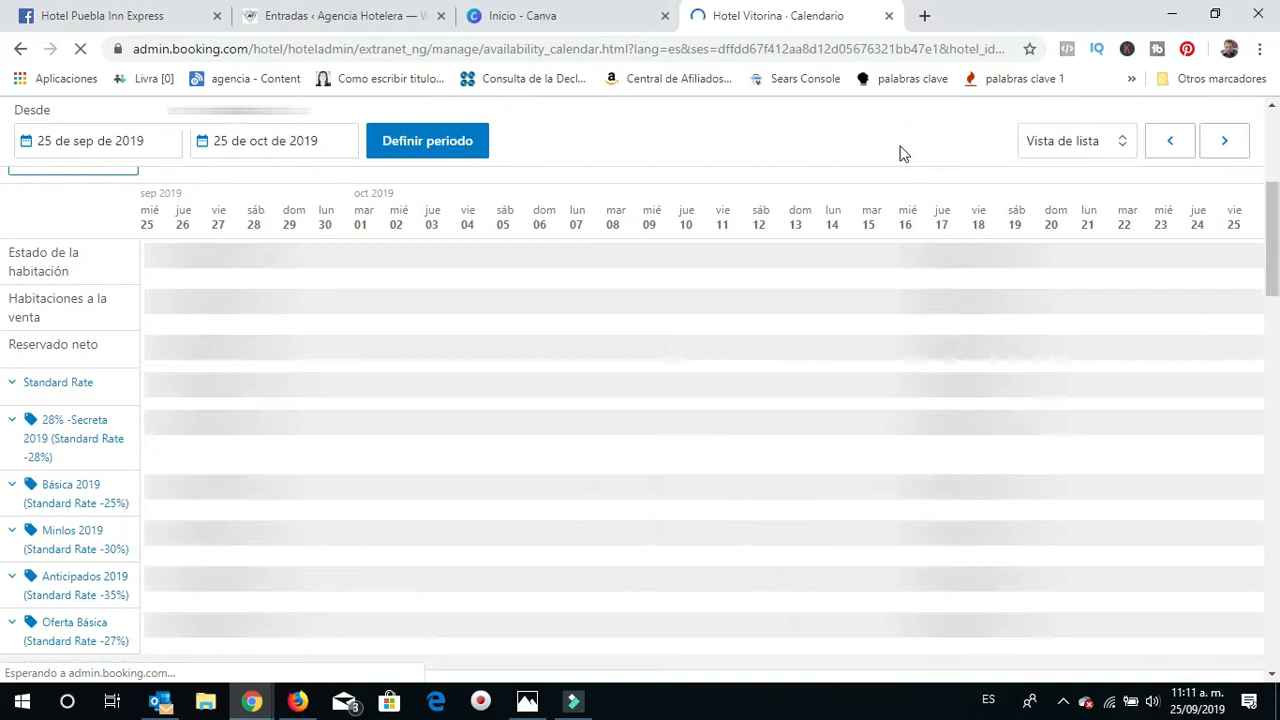 Hotel Puebla Inn Express
Entradas ‹ Agencia Hotelera — W
Inicio - Canva
Hotel Vitorina · Calendario
admin.booking.com/hotel/hoteladmin/extranet_ng/manage/availability_calendar.html?lang=es&ses=dffdd67f412aa8d12d05676321bb47e1&hotel_id...
Aplicaciones
Livra [0]
agencia - Content
Como escribir titulo...
Consulta de la Decl...
Central de Afiliados...
Sears Console
palabras clave
palabras clave 1
»
Otros marcadores
Desde
25 de sep de 2019
25 de oct de 2019
Definir periodo
Vista de lista
sep 2019 oct 2019
mié jue vie sáb dom lun mar mié jue vie sáb dom lun mar mié jue vie sáb dom lun mar mié jue vie sáb dom lun mar mié jue vie
25 26 27 28 29 30 01 02 03 04 05 06 07 08 09 10 11 12 13 14 15 16 17 18 19 20 21 22 23 24 25
Estado de la
habitación
Habitaciones a la
venta
Reservado neto
Standard Rate
28% -Secreta
2019 (Standard Rate
-28%)
Básica 2019
(Standard Rate -25%)
Minlos 2019
(Standard Rate -30%)
Anticipados 2019
(Standard Rate -35%)
Oferta Básica
(Standard Rate -27%)
Esperando a admin.booking.com...
3
ES
11:11 a. m.
25/09/2019